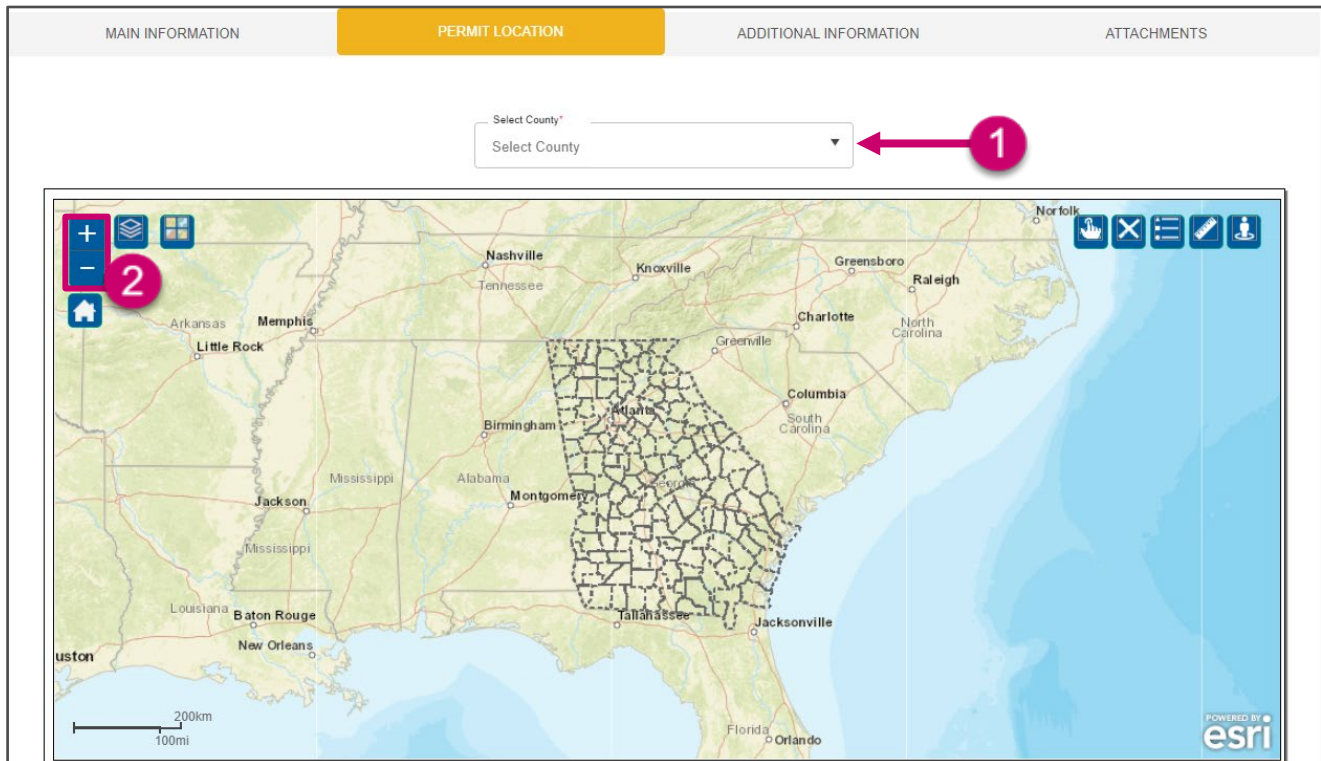 MAIN INFORMATION
PERMIT LOCATION
ADDITIONAL INFORMATION
ATTACHMENTS
Select County*
Select County
1
+
−
2
Norfolk
Nashville
Tennessee
Knoxville
Greensboro
Raleigh
Arkansas
Memphis
Little Rock
Charlotte
North
Carolina
Greenville
Columbia
South
Carolina
Atlanta
Birmingham
Mississippi
Alabama
Georgia
Jackson
Montgomery
Mississippi
Louisiana
Baton Rouge
Tallahassee
Jacksonville
New Orleans
uston
200km
100mi
Florida
Orlando
POWERED BY
esri